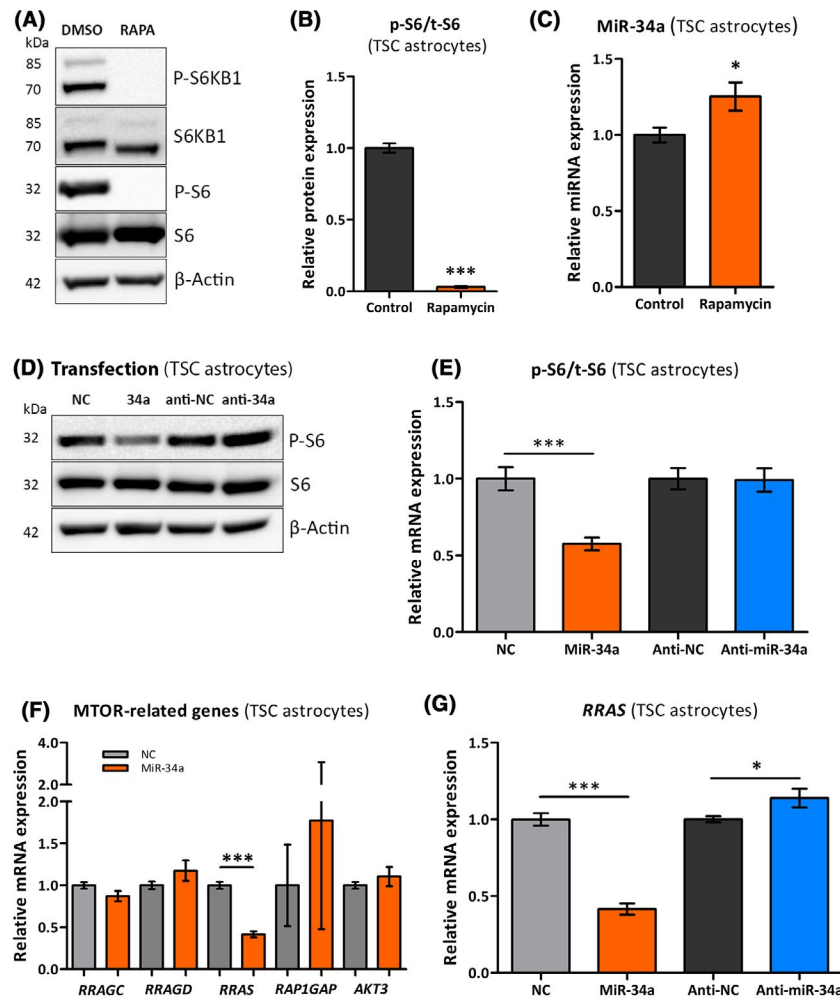 (A)
DMSO RAPA
kDa
85
70
P-S6KB1
85
70
S6KB1
32
P-S6
32
S6
42
β-Actin
(B)
p-S6/t-S6
(TSC astrocytes)
Relative protein expression
1.5
1.0
0.5
0.0
***
Control Rapamycin
(C)
MiR-34a (TSC astrocytes)
Relative miRNA expression
1.5
1.0
0.5
0.0
*
Control Rapamycin
(D) Transfection (TSC astrocytes)
kDa
NC 34a anti-NC anti-34a
32
P-S6
32
S6
42
β-Actin
(E)
p-S6/t-S6 (TSC astrocytes)
Relative mRNA expression
1.5
1.0
0.5
0.0
***
NC MiR-34a Anti-NC Anti-miR-34a
(F) MTOR-related genes (TSC astrocytes)
Relative mRNA expression
4.0
2.0
2.0
1.5
1.0
0.5
0.0
NC
MiR-34a
***
RRAGC RRAGD RRAS RAP1GAP AKT3
(G)
RRAS (TSC astrocytes)
Relative mRNA expression
1.5
1.0
0.5
0.0
***
*
NC MiR-34a Anti-NC Anti-miR-34a